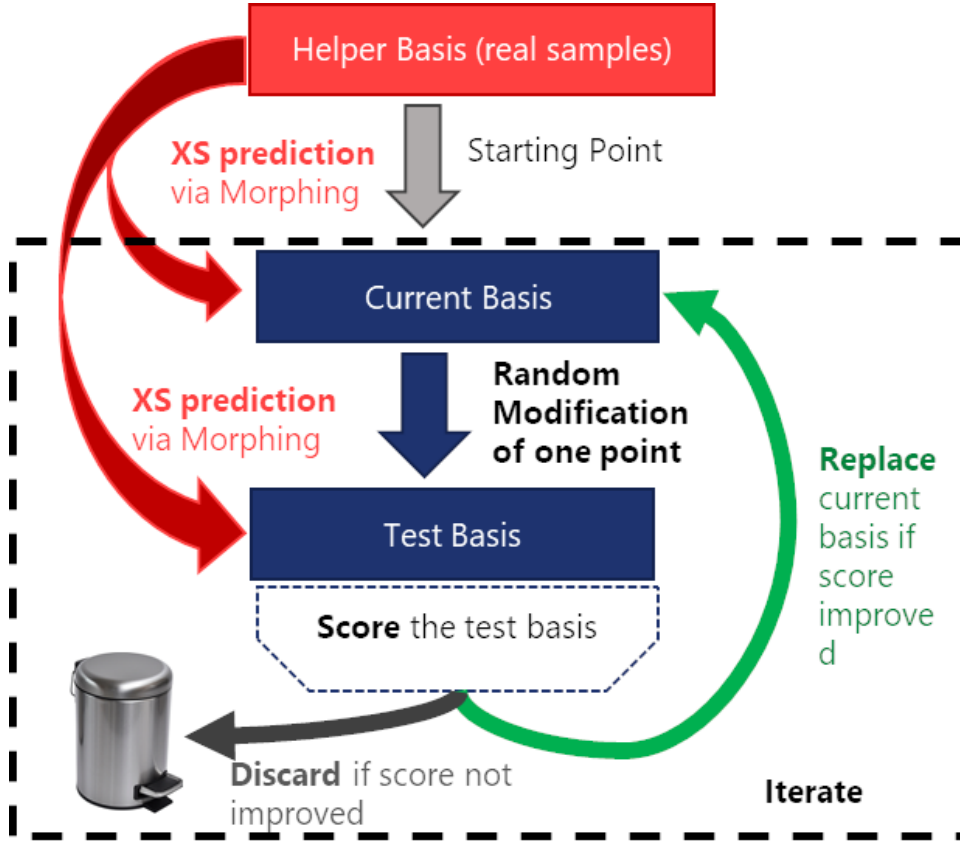 Helper Basis (real samples)
XS prediction
via Morphing
Starting Point
Current Basis
Random
Modification
of one point
XS prediction
via Morphing
Replace
current
basis if
score
improve
d
Test Basis
Score the test basis
Discard if score not
improved
Iterate